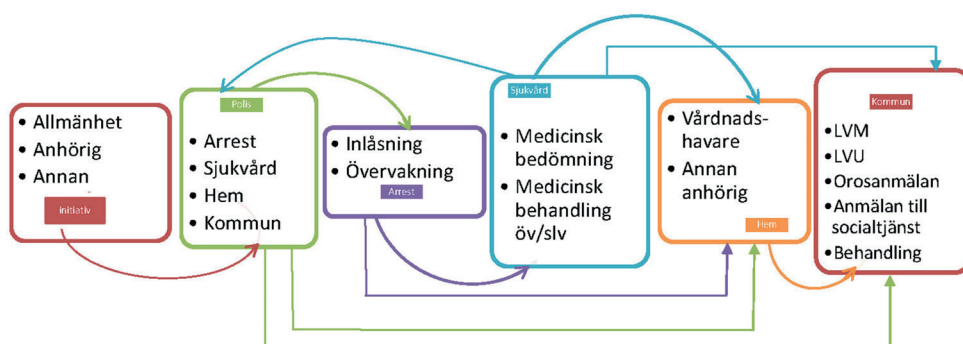 • Allmänhet
• Anhörig
• Annan
initiativ
Polis
• Arrest
• Sjukvård
• Hem
• Kommun
• Inlåsning
• Övervakning
Arrest
Sjukvård
• Medicinsk
bedömning
• Medicinsk
behandling
öv/slv
• Vårdnads-
havare
• Annan
anhörig
Hem
Kommun
•LVM
•LVU
•Orosanmälan
•Anmälan till
socialtjänst
•Behandling